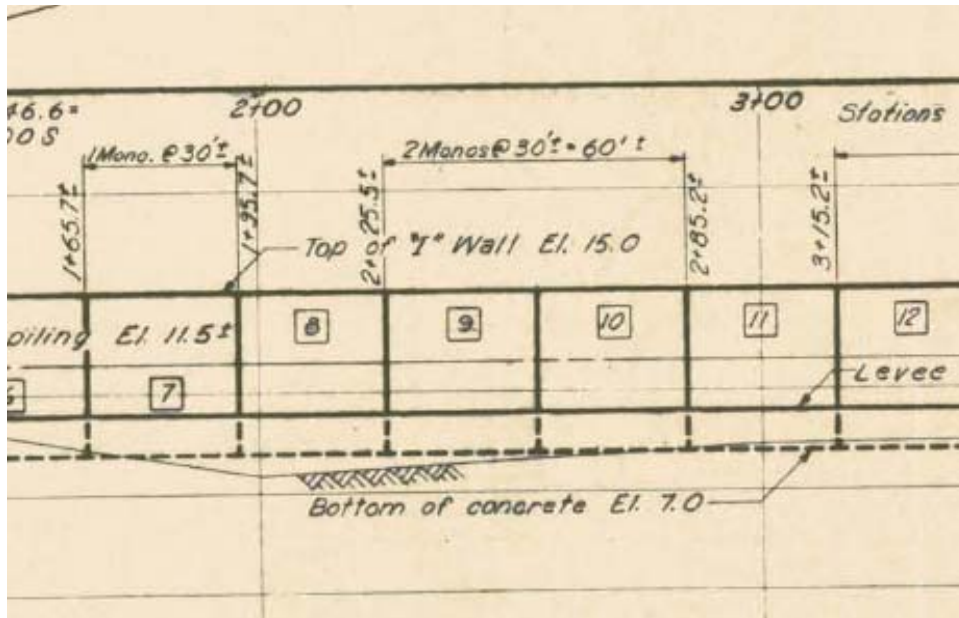 46.6=
2+00
3+00
Stations
00 S
1 Mono. @ 30'±
2 Monos @ 30'± = 60'±
1+65.7±
1+95.7±
2+25.5±
2+85.2±
3+15.2±
Top of "I" Wall El. 15.0
8
9
10
11
12
piling El. 11.5±
Levee
7
Bottom of concrete El. 7.0